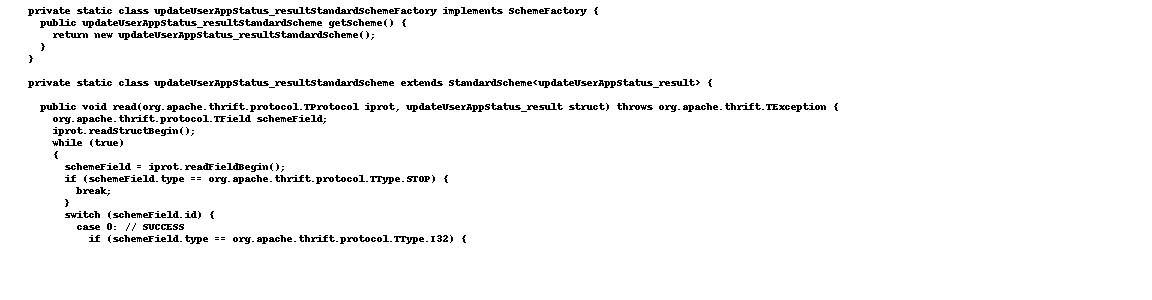 private static class updateUserAppStatus_resultStandardSchemeFactory implements SchemeFactory {
public updateUserAppStatus_resultStandardScheme getScheme() {
return new updateUserAppStatus_resultStandardScheme();
}
}
private static class updateUserAppStatus_resultStandardScheme extends StandardScheme<updateUserAppStatus_result> {
public void read(org.apache.thrift.protocol.TProtocol iprot, updateUserAppStatus_result struct) throws org.apache.thrift.TException {
org.apache.thrift.protocol.TField schemeField;
iprot.readStructBegin();
while (true)
{
schemeField = iprot.readFieldBegin();
if (schemeField.type == org.apache.thrift.protocol.TType.STOP) {
break;
}
switch (schemeField.id) {
case 0: // SUCCESS
if (schemeField.type == org.apache.thrift.protocol.TType.I32) {